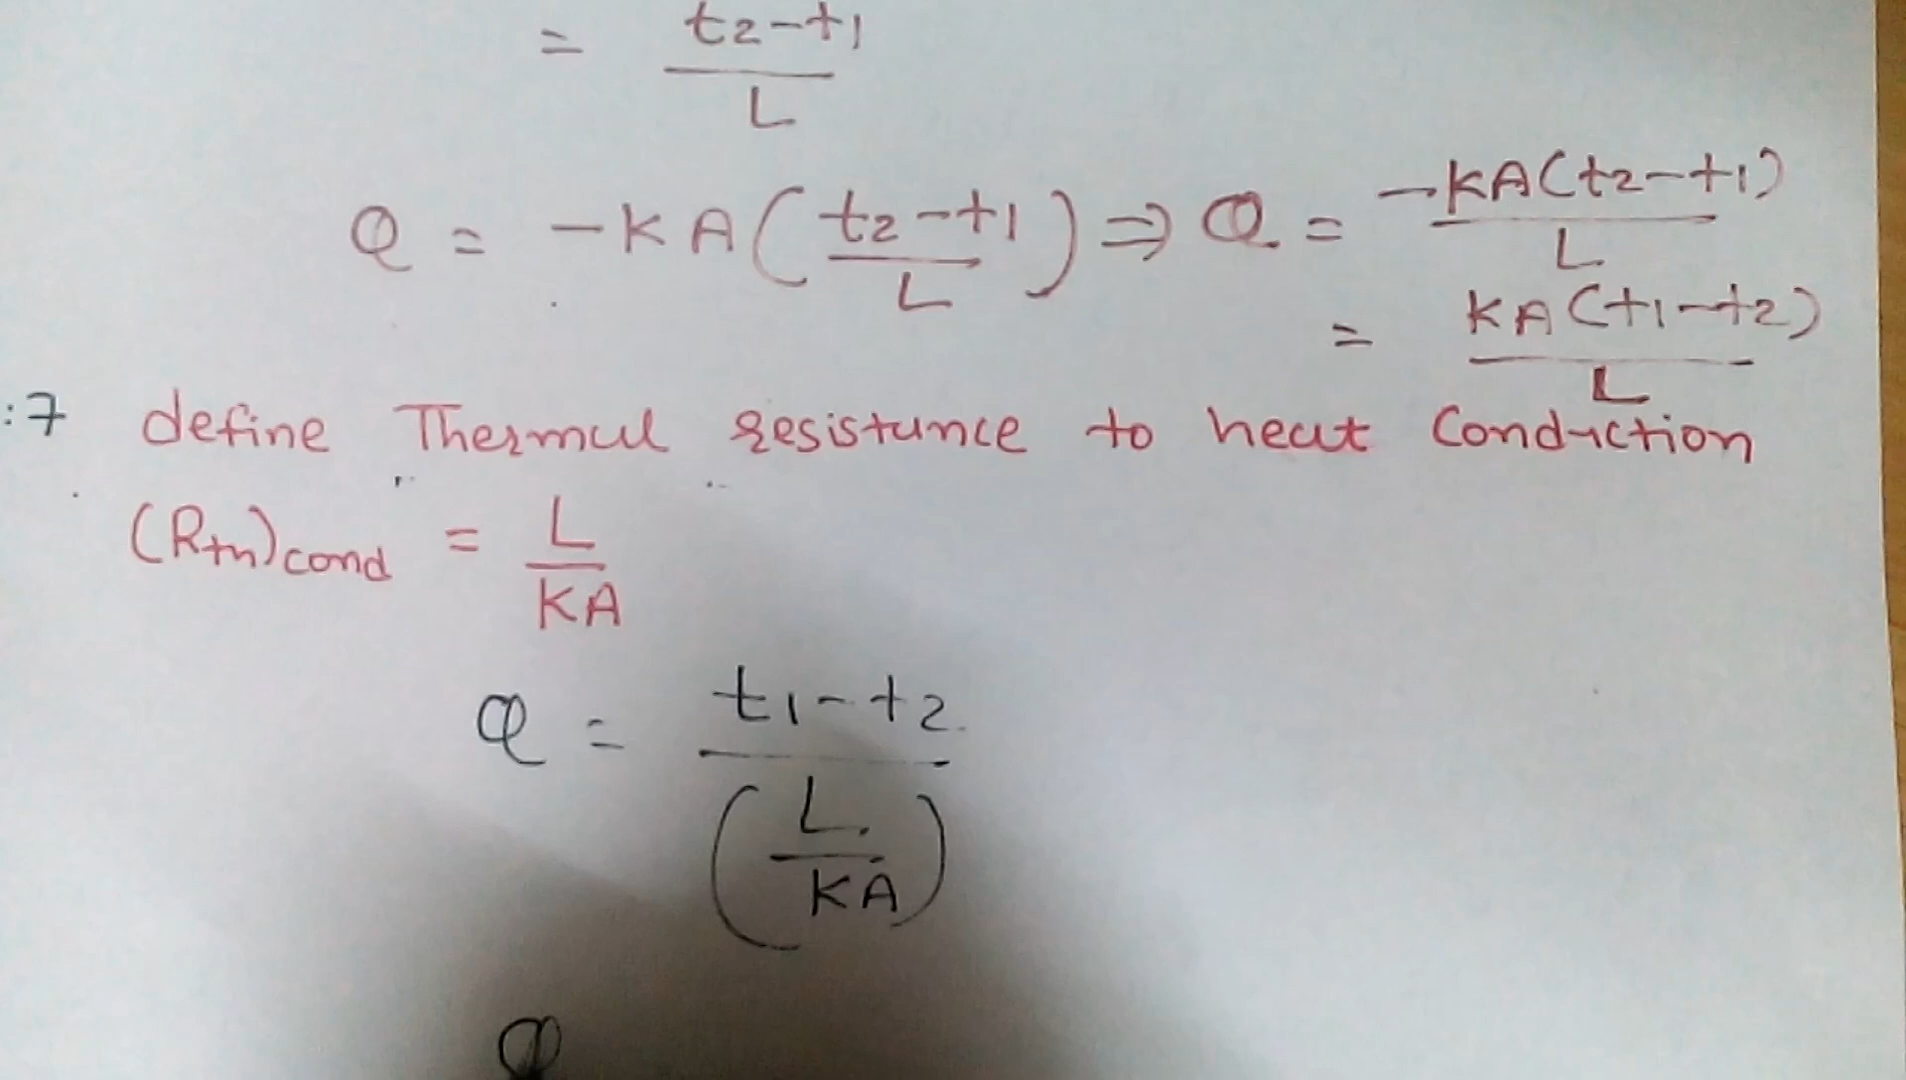 = t2-t1
L
Q = -KA(t2-t1/L) ⇒ Q = -KA(t2-t1)/L
= KA(t1-t2)/L
:7 define Thermal resistance to heat Conduction
(Rth)cond = L/KA
Q = t1-t2
(L/KA)
Q